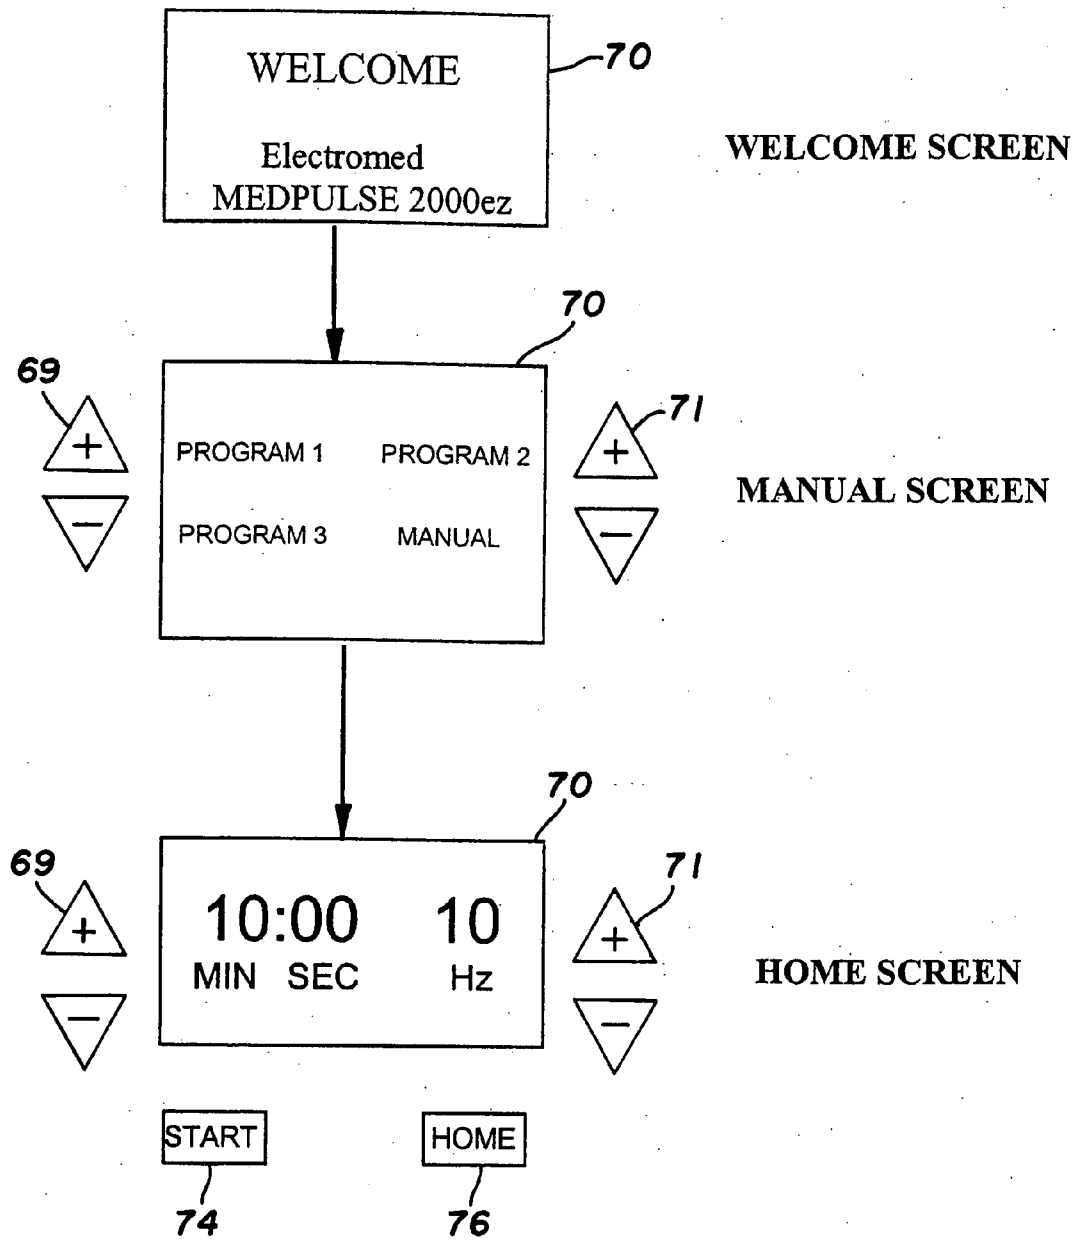 WELCOME
70
Electromed
MEDPULSE 2000ez
WELCOME SCREEN
70
69
71
+
+
PROGRAM 1 PROGRAM 2
MANUAL SCREEN
−
−
PROGRAM 3 MANUAL
70
69
71
+
+
10:00 10
MIN SEC Hz
HOME SCREEN
−
−
START HOME
74 76